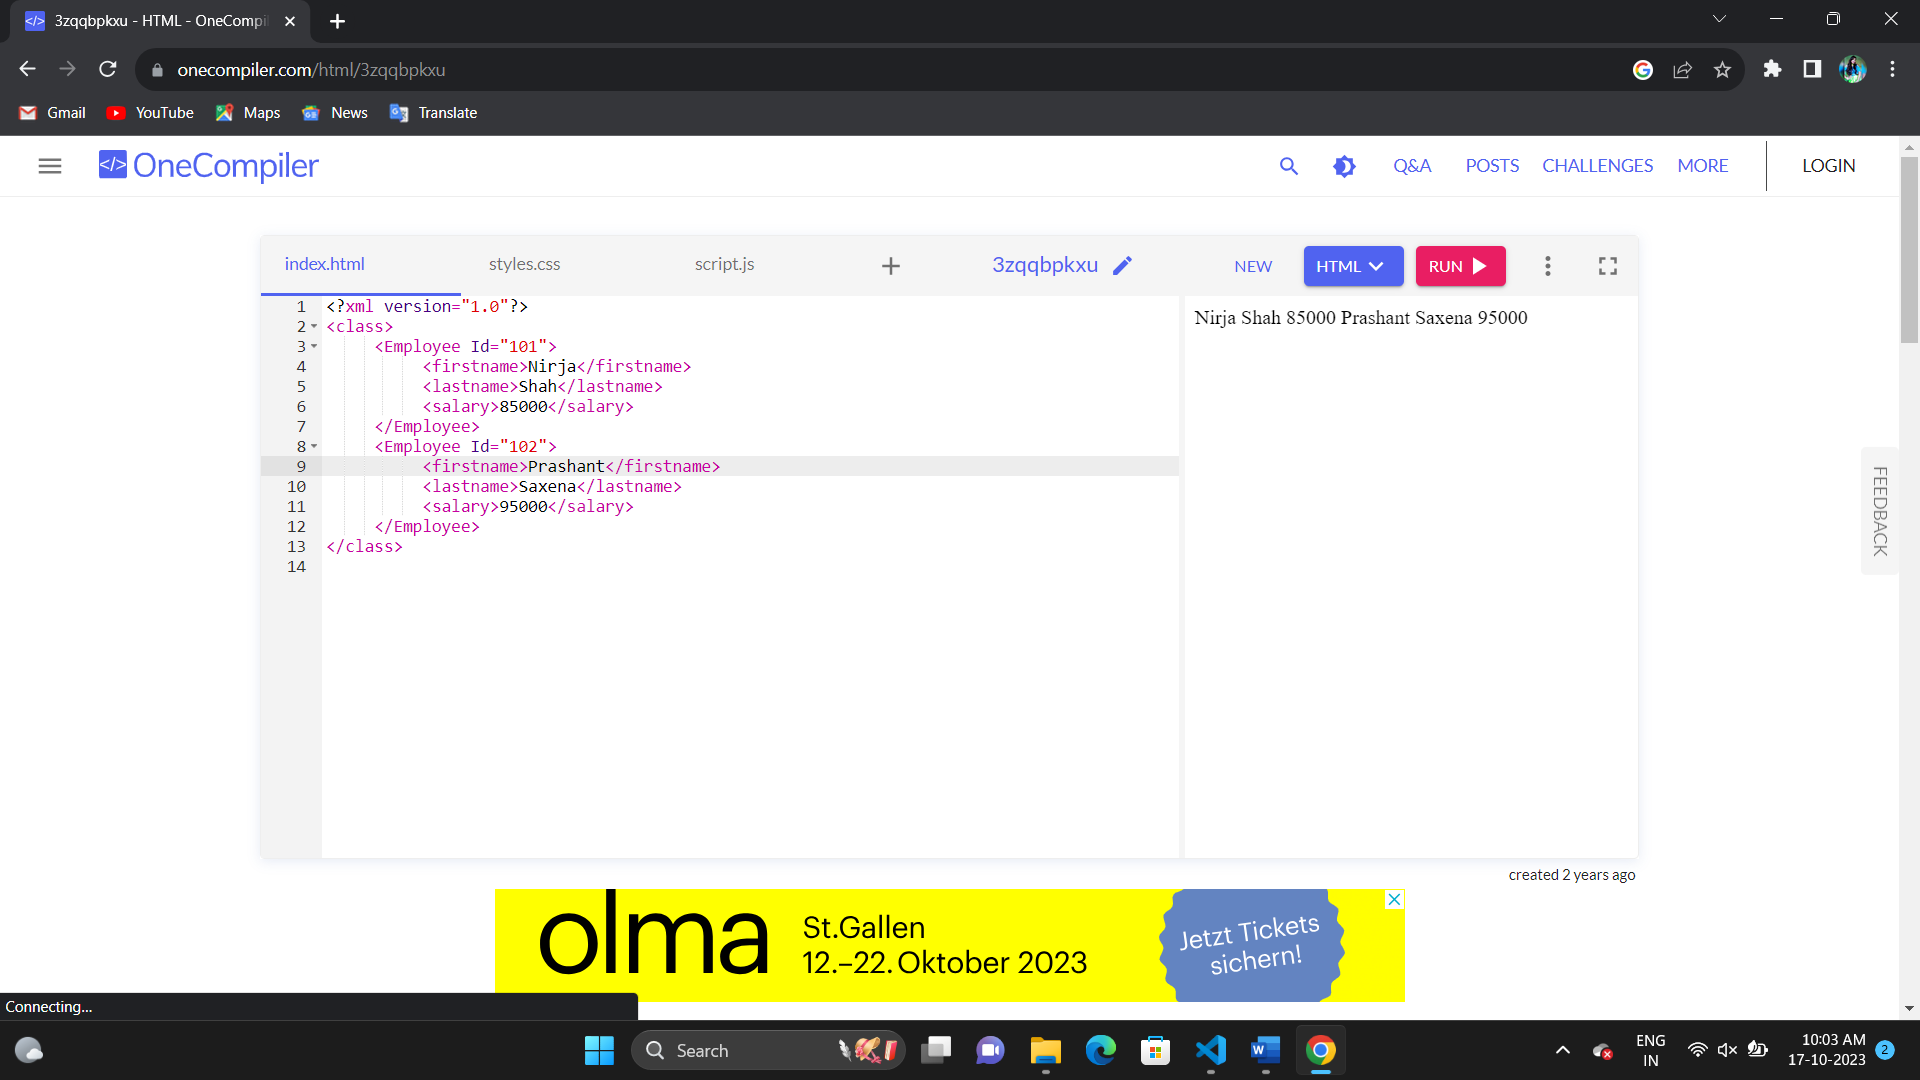 3zqqbpkxu - HTML - OneCompil
onecompiler.com/html/3zqqbpkxu
Gmail YouTube Maps News Translate
</> OneCompiler Q&A POSTS CHALLENGES MORE LOGIN
index.html styles.css script.js + 3zqqbpkxu NEW HTML RUN
1 <?xml version="1.0"?>
2 <class>
3 <Employee Id="101">
4 <firstname>Nirja</firstname>
5 <lastname>Shah</lastname>
6 <salary>85000</salary>
7 </Employee>
8 <Employee Id="102">
9 <firstname>Prashant</firstname>
10 <lastname>Saxena</lastname>
11 <salary>95000</salary>
12 </Employee>
13 </class>
14
Nirja Shah 85000 Prashant Saxena 95000
FEEDBACK
created 2 years ago
olma
St.Gallen
12.–22. Oktober 2023
Jetzt Tickets
sichern!
Connecting...
Search
ENG
IN
10:03 AM
17-10-2023
2